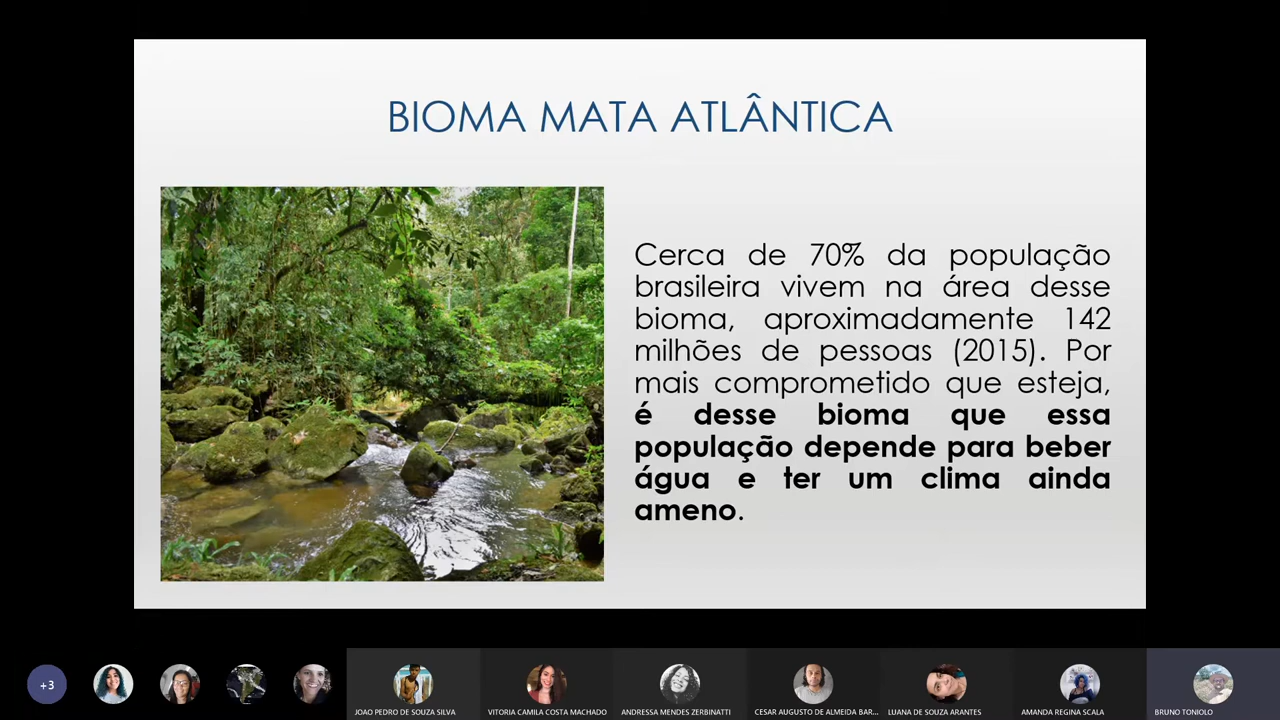 BIOMA MATA ATLÂNTICA
Cerca de 70% da população
brasileira vivem na área desse
bioma, aproximadamente 142
milhões de pessoas (2015). Por
mais comprometido que esteja,
é desse bioma que essa
população depende para beber
água e ter um clima ainda
ameno.
+3
JOAO PEDRO DE SOUZA SILVA
VITORIA CAMILA COSTA MACHADO
ANDRESSA MENDES ZERBINATTI
CESAR AUGUSTO DE ALMEIDA BAR...
LUANA DE SOUZA ARANTES
AMANDA REGINA SCALA
BRUNO TONIOLO